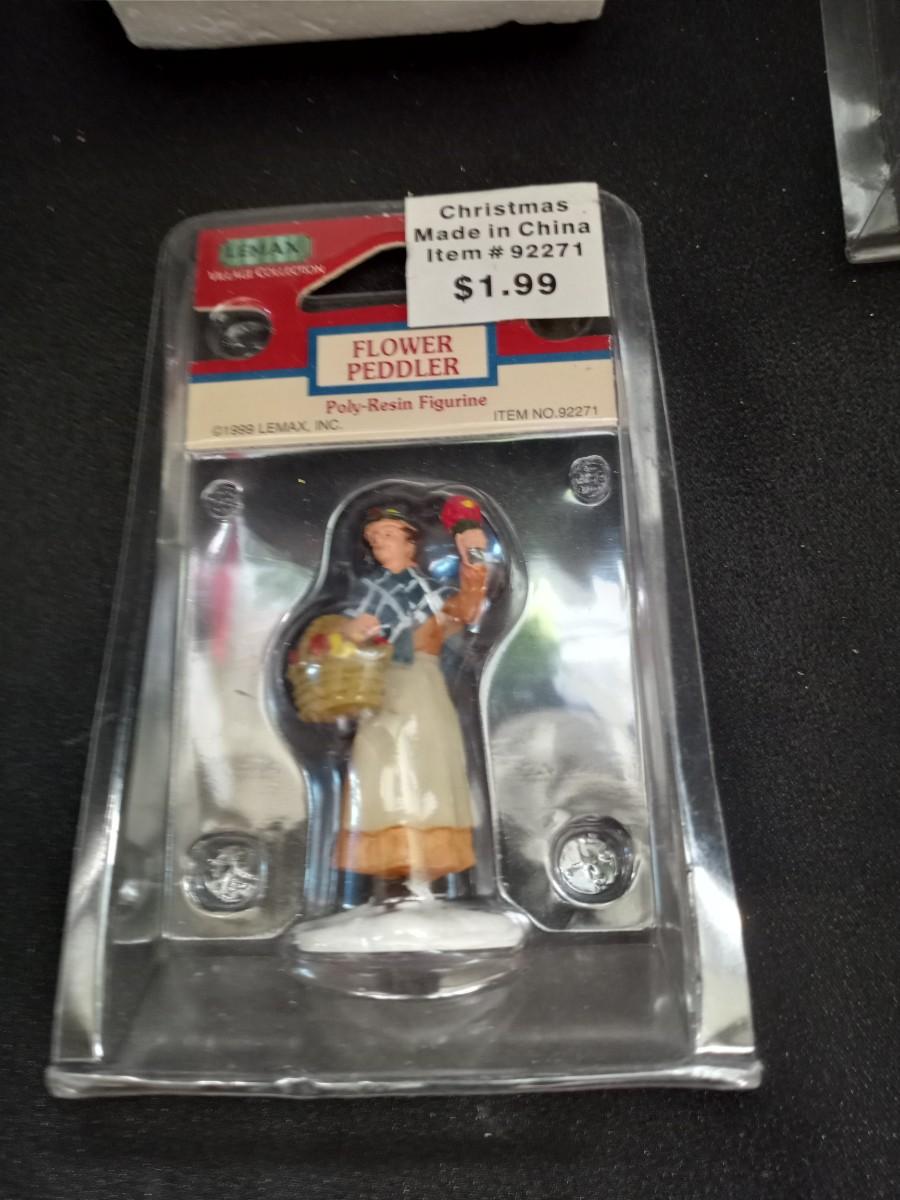 Christmas
Made in China
Item # 92271
$1.99
LEMAX
VILLAGE COLLECTION
FLOWER
PEDDLER
Poly-Resin Figurine
©1999 LEMAX, INC.
ITEM NO.92271